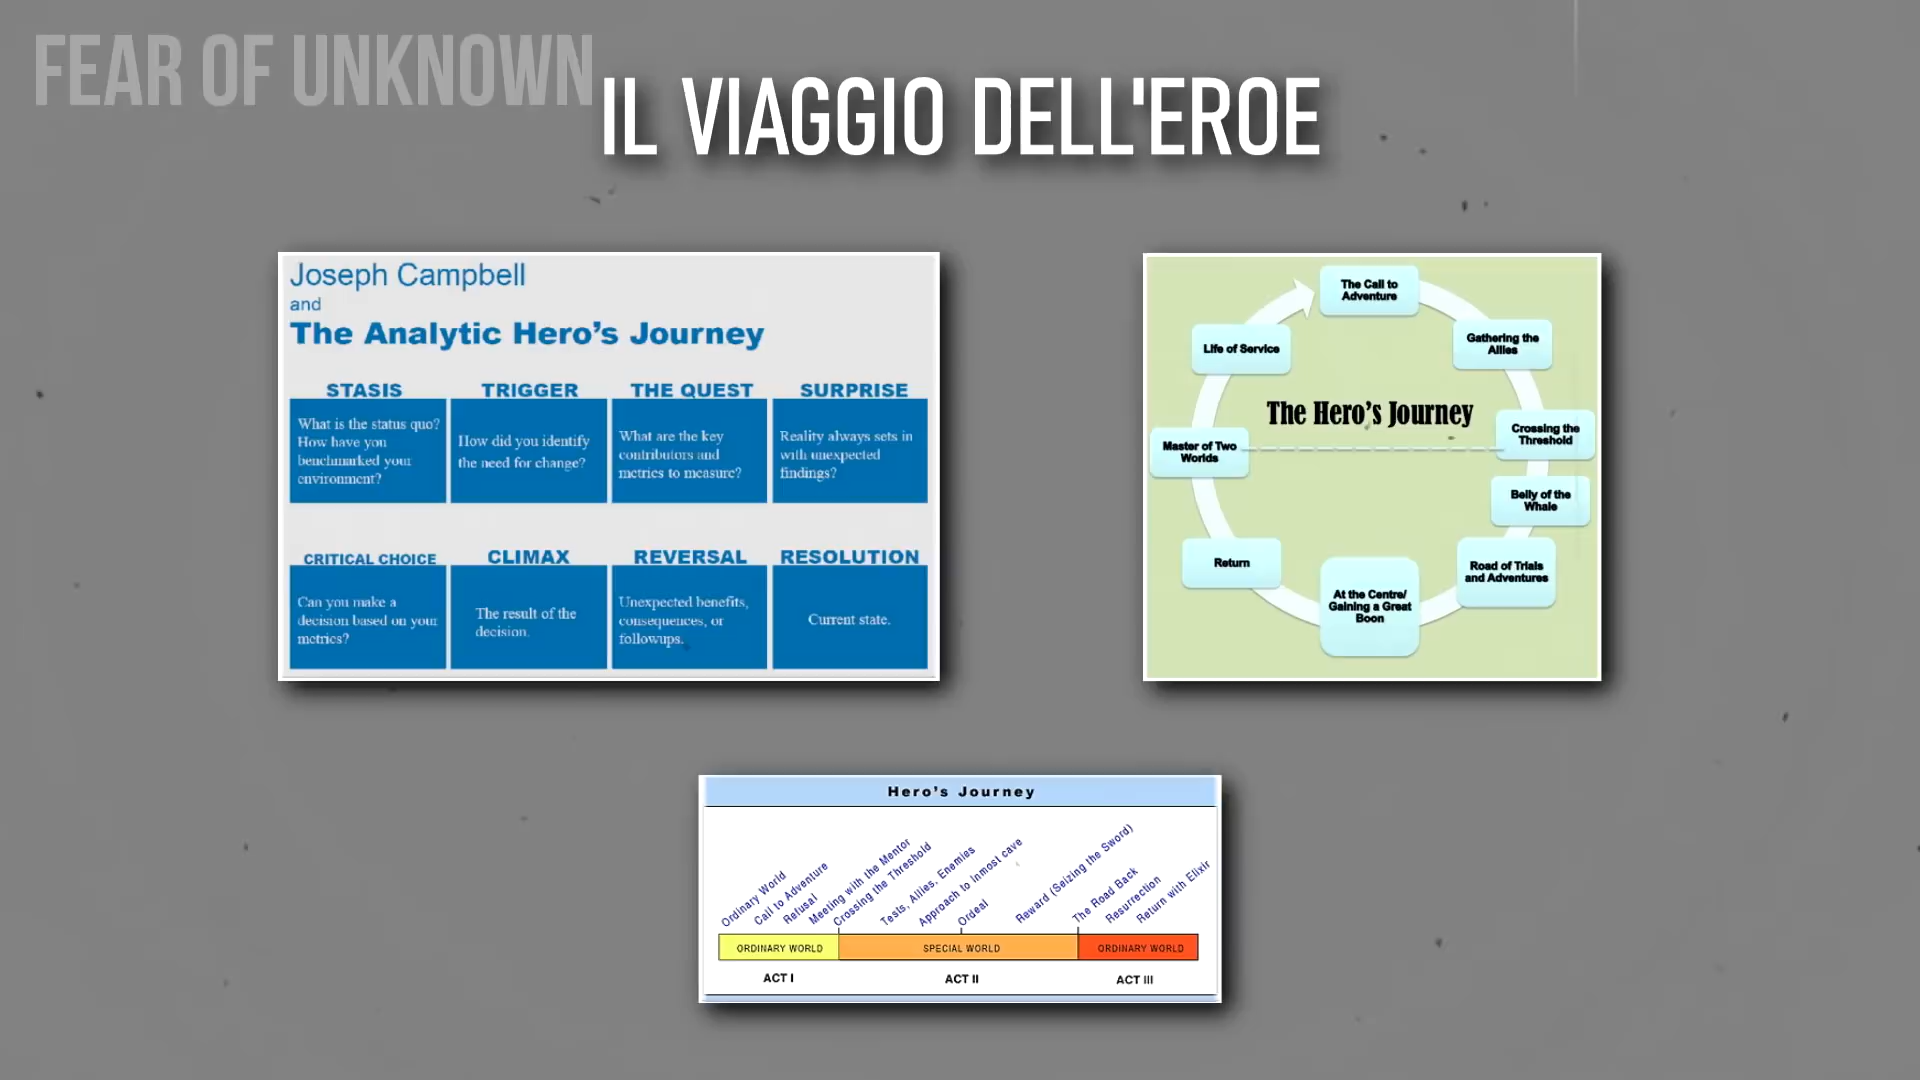 FEAR OF UNKNOWN
IL VIAGGIO DELL'EROE
Joseph Campbell
and
The Analytic Hero's Journey
STASIS
What is the status quo?
How have you
benchmarked your
environment?
TRIGGER
How did you identify
the need for change?
THE QUEST
What are the key
contributors and
metrics to measure?
SURPRISE
Reality always sets in
with unexpected
findings?
CRITICAL CHOICE
Can you make a
decision based on your
metrics?
CLIMAX
The result of the
decision.
REVERSAL
Unexpected benefits,
consequences, or
followups.
RESOLUTION
Current state.
The Hero's Journey
The Call to
Adventure
Gathering the
Allies
Crossing the
Threshold
Belly of the
Whale
Road of Trials
and Adventures
At the Centre/
Gaining a Great
Boon
Return
Master of Two
Worlds
Life of Service
Hero's Journey
Ordinary World
Call to Adventure
Refusal
Meeting with the Mentor
Crossing the Threshold
Tests, Allies, Enemies
Approach to Inmost cave
Ordeal
Reward (Seizing the Sword)
The Road Back
Resurrection
Return with Elixir
ORDINARY WORLD
SPECIAL WORLD
ORDINARY WORLD
ACT I
ACT II
ACT III